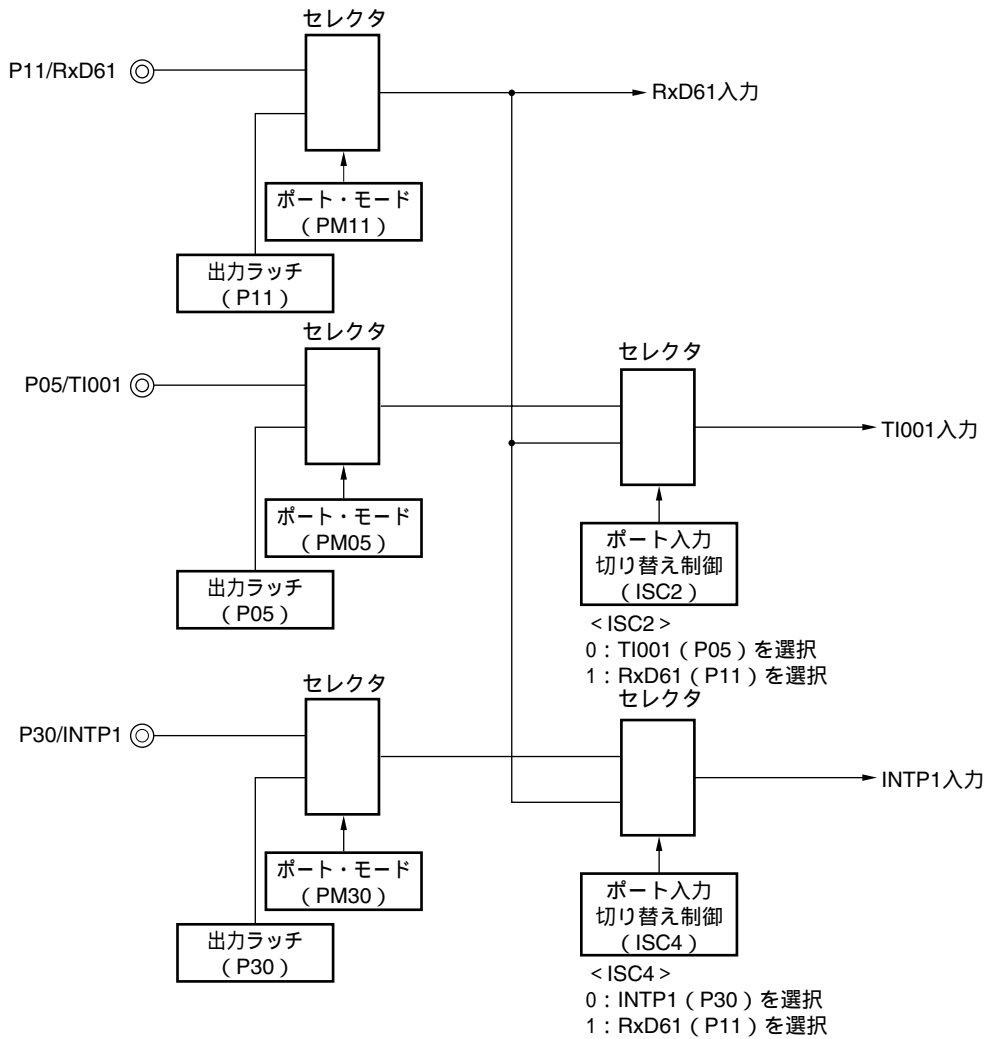 セレクタ
P11/RxD61
RxD61入力
ポート・モード
(PM11)
出力ラッチ
(P11)
セレクタ
セレクタ
P05/TI001
TI001入力
ポート・モード
(PM05)
ポート入力
切り替え制御
(ISC2)
出力ラッチ
(P05)
<ISC2>
0:TI001(P05)を選択
1:RxD61(P11)を選択
セレクタ
セレクタ
P30/INTP1
INTP1入力
ポート・モード
(PM30)
ポート入力
切り替え制御
(ISC4)
出力ラッチ
(P30)
<ISC4>
0:INTP1(P30)を選択
1:RxD61(P11)を選択